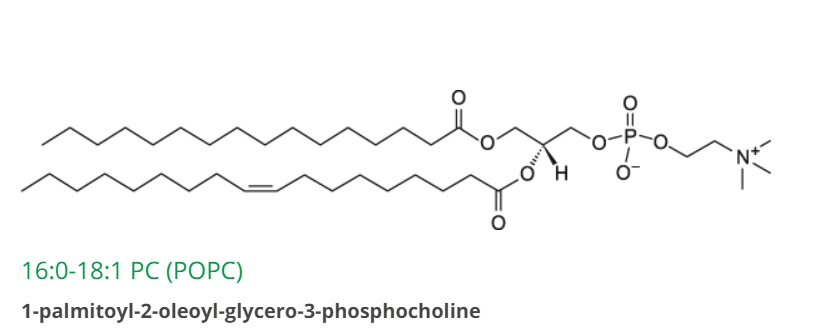 O
O
O
P
O
O
N+
O
H
O−
O
16:0-18:1 PC (POPC)
1-palmitoyl-2-oleoyl-glycero-3-phosphocholine